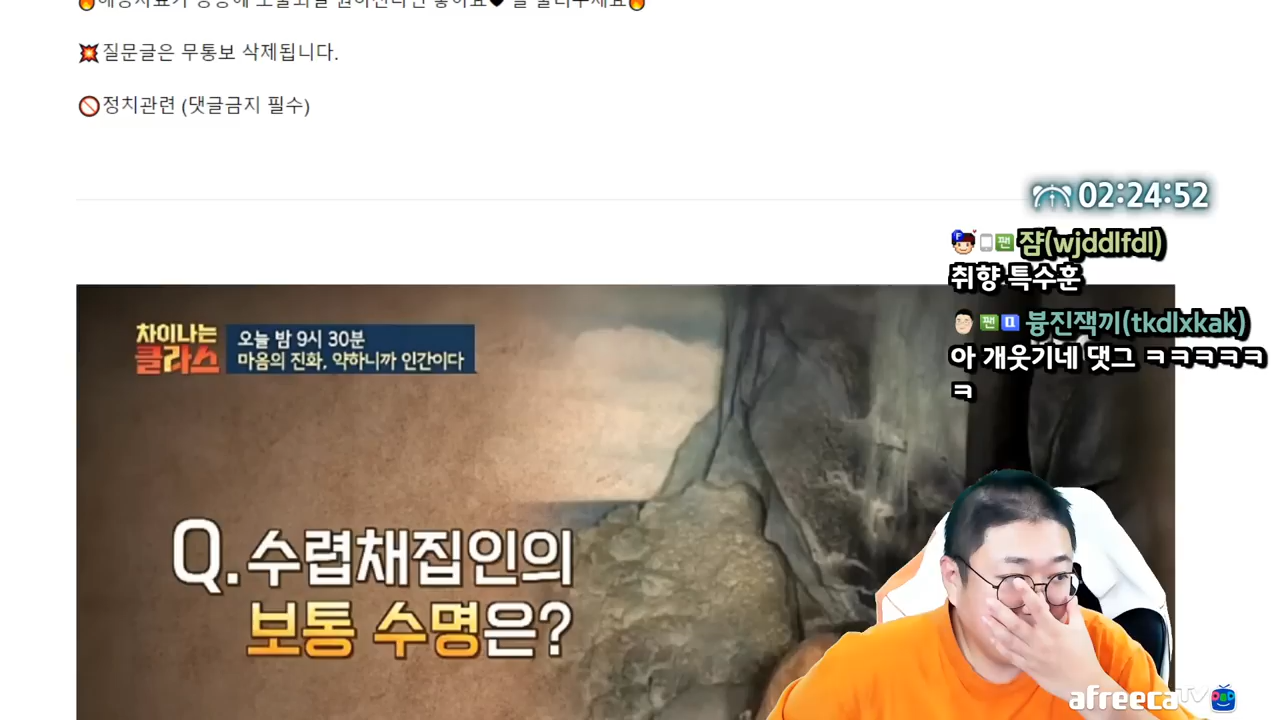 💥질문글은 무통보 삭제됩니다.
🚫정치관련 (댓글금지 필수)
02:24:52
팬 쟘(wjddlfdl)
취향 특수훈
팬 븅진잭끼(tkdlxkak)
아 개웃기네 댓그 ㅋㅋㅋㅋㅋ
ㅋ
차이나는
클라스
오늘 밤 9시 30분
마음의 진화, 약하니까 인간이다
Q.수렵채집인의
보통 수명은?
afreecaTV